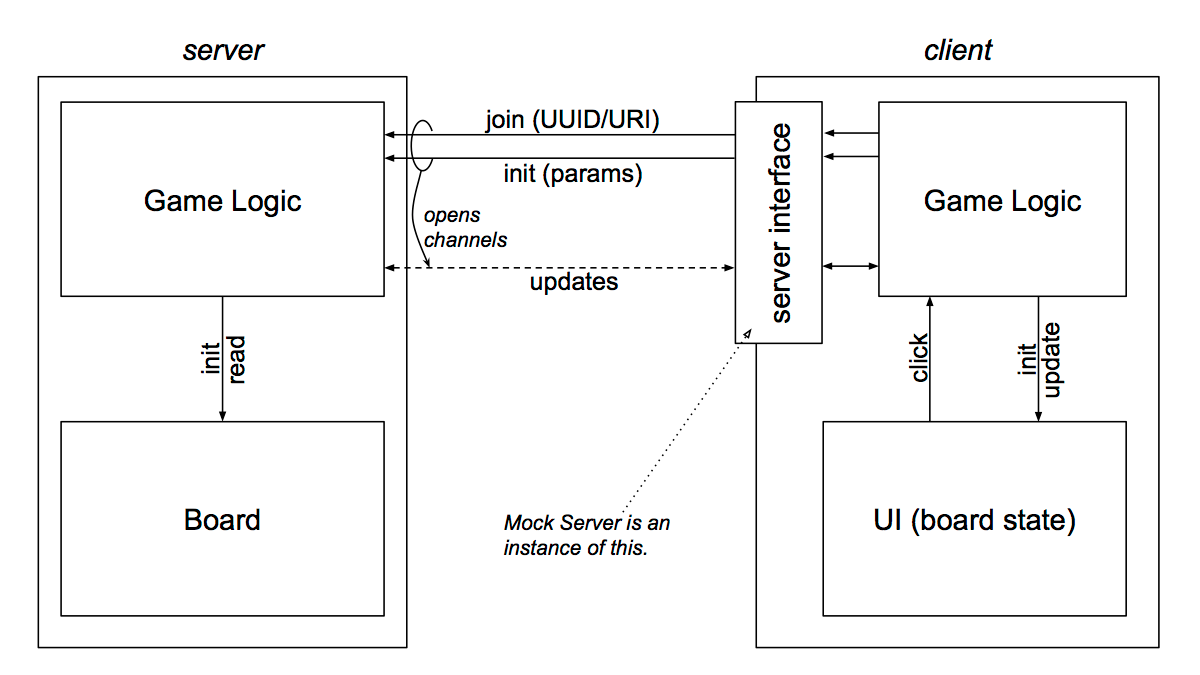 server
client
join (UUID/URI)
init (params)
server interface
Game Logic
Game Logic
opens
channels
updates
init
read
click
init
update
Board
Mock Server is an
instance of this.
UI (board state)